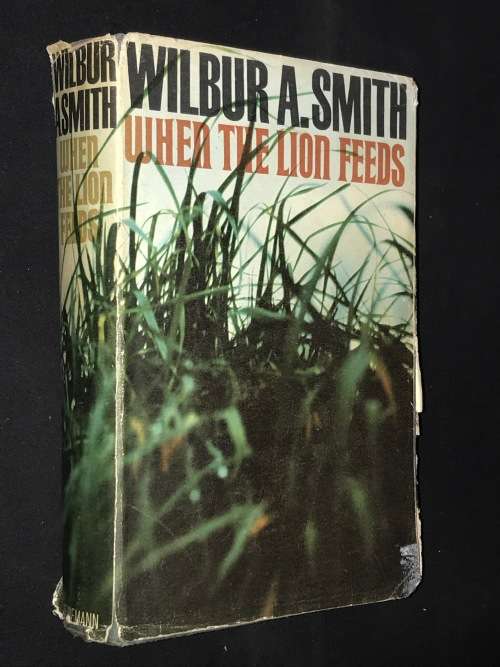 WILBUR
A.SMITH
WHEN
THE LION
FEEDS
WILBUR A.SMITH
WHEN THE LION FEEDS